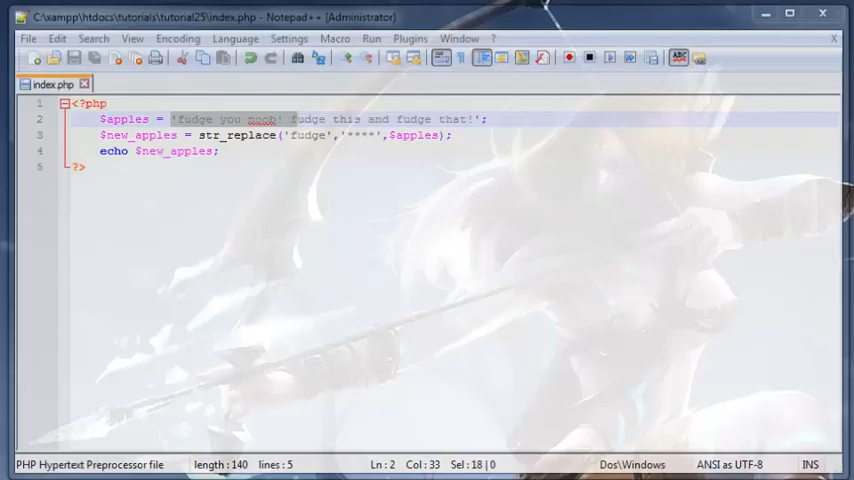 C:\xampp\htdocs\tutorials\tutorial25\index.php - Notepad++ [Administrator]
File Edit Search View Encoding Language Settings Macro Run Plugins Window ? X
index.php
1 <?php
2 $apples = 'fudge you noob! fudge this and fudge that!';
3 $new_apples = str_replace('fudge','****',$apples);
4 echo $new_apples;
5 ?>
PHP Hypertext Preprocessor file length : 140 lines : 5 Ln : 2 Col : 33 Sel : 18 | 0 Dos\Windows ANSI as UTF-8 INS